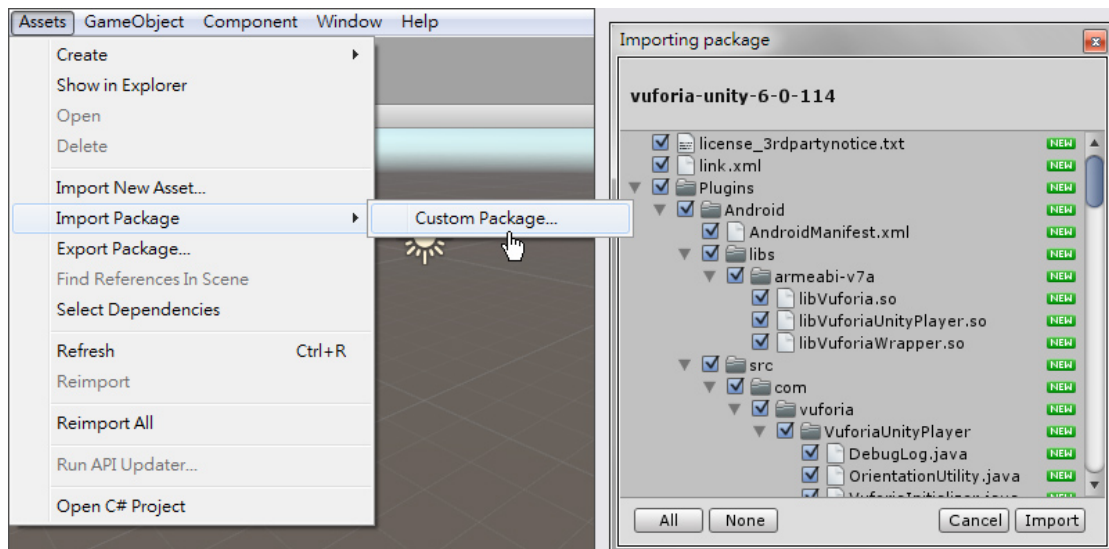 Assets GameObject Component Window Help
Create
Show in Explorer
Open
Delete
Import New Asset...
Import Package
Custom Package...
Export Package...
Find References In Scene
Select Dependencies
Refresh Ctrl+R
Reimport
Reimport All
Run API Updater...
Open C# Project
Importing package
vuforia-unity-6-0-114
license_3rdpartynotice.txt NEW
link.xml NEW
Plugins NEW
Android NEW
AndroidManifest.xml NEW
libs NEW
armeabi-v7a NEW
libVuforia.so NEW
libVuforiaUnityPlayer.so NEW
libVuforiaWrapper.so NEW
src NEW
com NEW
vuforia NEW
VuforiaUnityPlayer NEW
DebugLog.java NEW
OrientationUtility.java NEW
All None Cancel Import